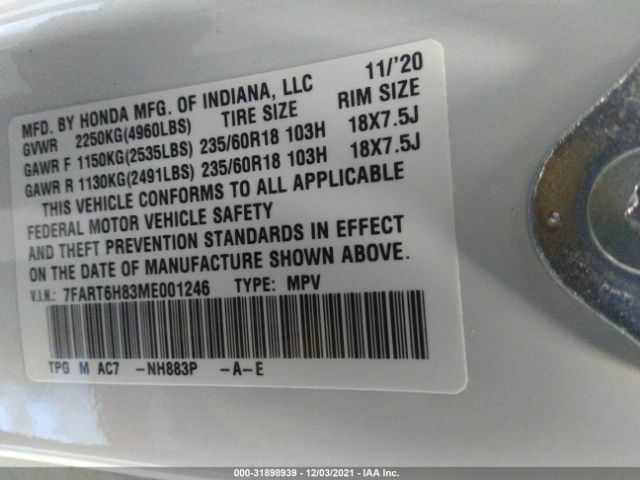 MFD. BY HONDA MFG. OF INDIANA, LLC 11/'20
GVWR 2250KG(4960LBS) TIRE SIZE RIM SIZE
GAWR F 1150KG(2535LBS) 235/60R18 103H 18X7.5J
GAWR R 1130KG(2491LBS) 235/60R18 103H 18X7.5J
THIS VEHICLE CONFORMS TO ALL APPLICABLE
FEDERAL MOTOR VEHICLE SAFETY
AND THEFT PREVENTION STANDARDS IN EFFECT
ON THE DATE OF MANUFACTURE SHOWN ABOVE.
V.I.N.: 7FART6H83ME001246 TYPE: MPV
TPG M AC7 -NH883P -A-E
000-31898939 - 12/03/2021 - IAA Inc.